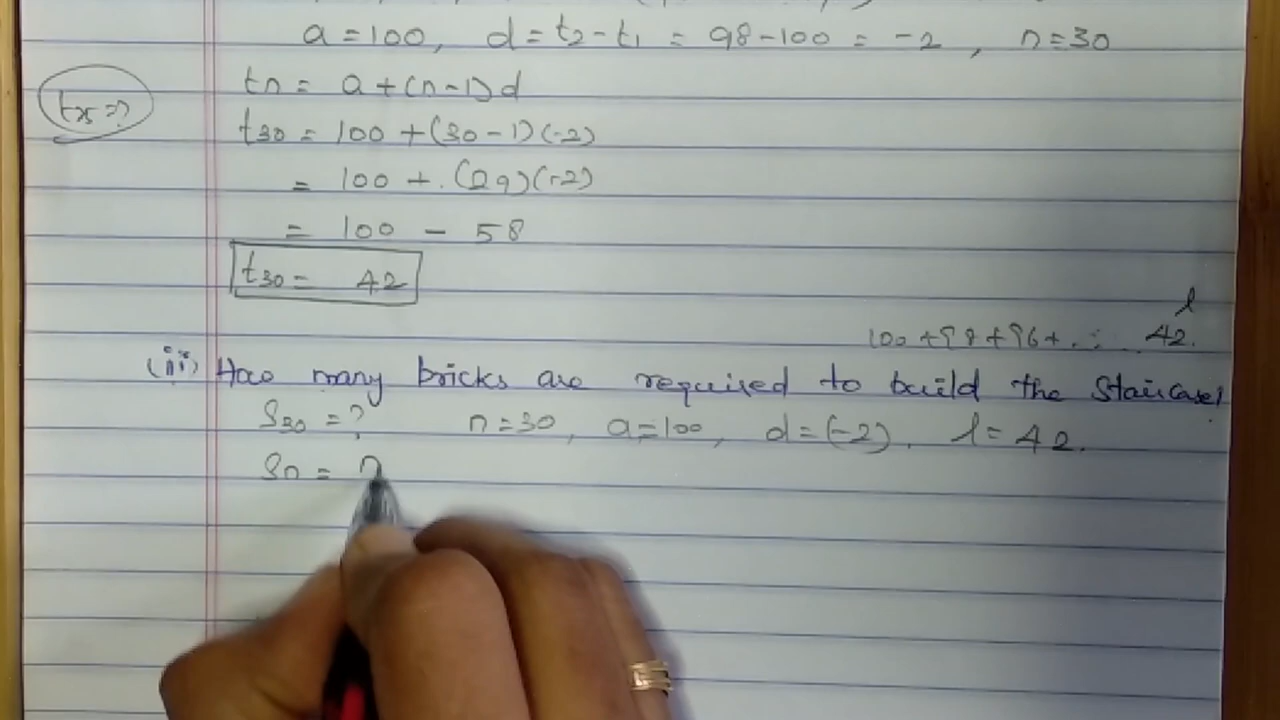 a = 100, d = t2 - t1 = 98 - 100 = -2, n = 30
tn = a + (n-1)d
t30 = 100 + (30-1)(-2)
= 100 + (29)(-2)
= 100 - 58
t30 = 42
l
100 + 98 + 96 + ... 42.
(ii) How many bricks are required to build the staircase,
S30 = ? n = 30, a = 100, d = (-2). l = 42.
Sn = n